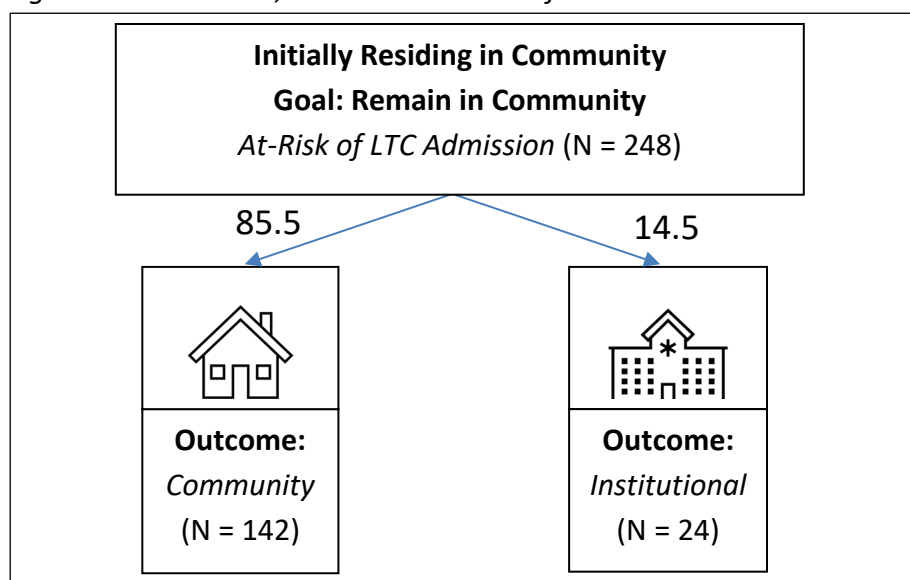 Initially Residing in Community
Goal: Remain in Community
At-Risk of LTC Admission (N = 248)
85.5
14.5
Outcome:
Community
(N = 142)
Outcome:
Institutional
(N = 24)